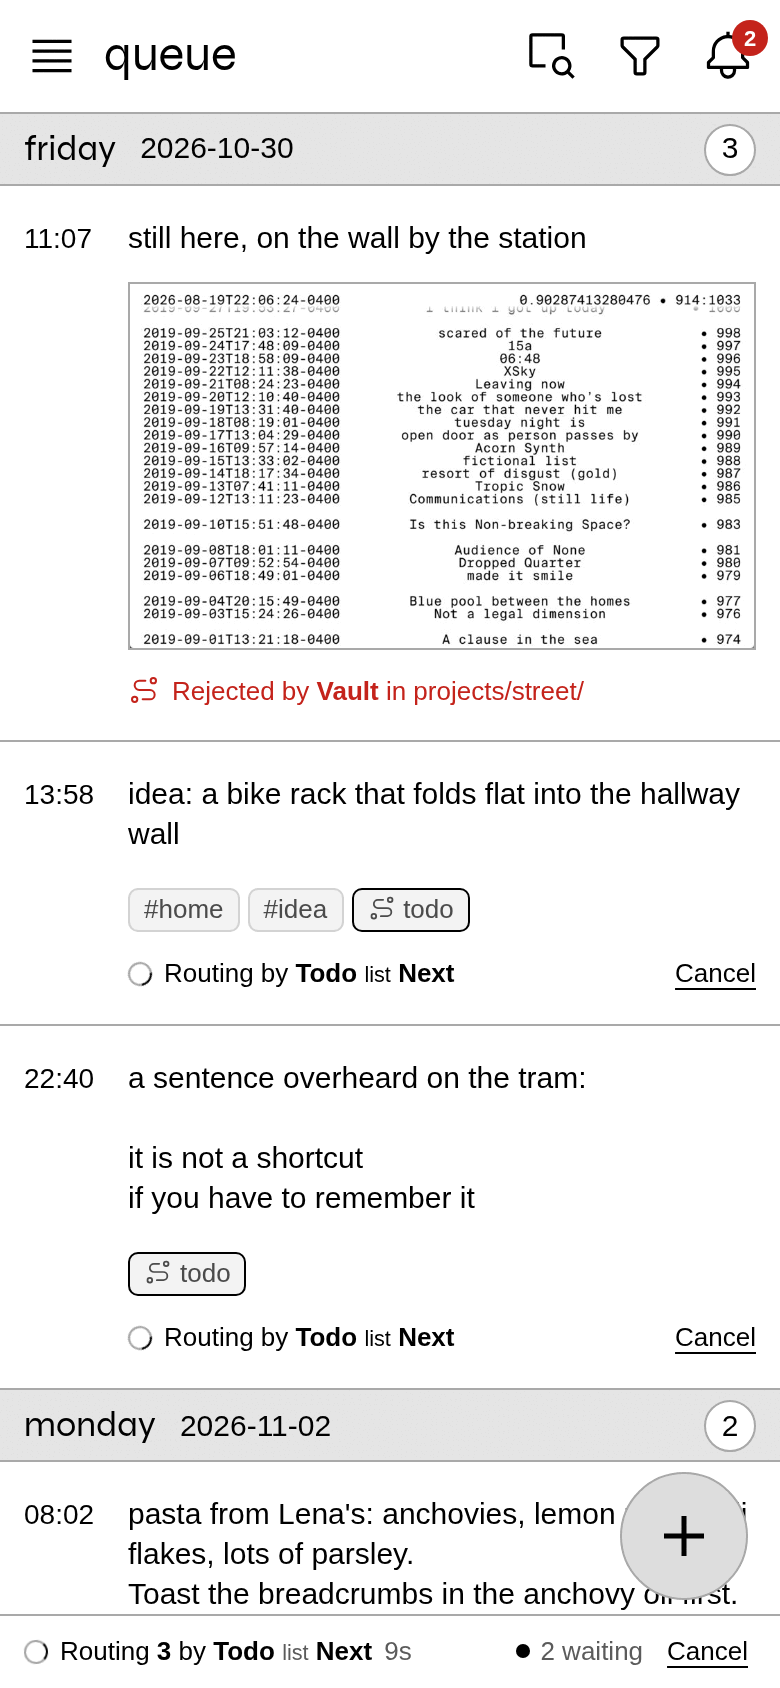 queue
2
friday 2026-10-30 3
11:07 still here, on the wall by the station
2026-08-19T22:06:24-0400 0.90287413280476 • 914:1033
2019-09-27T19:53:27-0400 i think i got up today • 1000
2019-09-25T21:03:12-0400 scared of the future • 998
2019-09-24T17:48:09-0400 15a • 997
2019-09-23T18:58:09-0400 06:48 • 996
2019-09-22T12:11:38-0400 XSky • 995
2019-09-21T08:24:23-0400 Leaving now • 994
2019-09-20T12:10:40-0400 the look of someone who's lost • 993
2019-09-19T13:31:40-0400 the car that never hit me • 992
2019-09-18T08:19:01-0400 tuesday night is • 991
2019-09-17T13:04:29-0400 open door as person passes by • 990
2019-09-16T09:57:14-0400 Acorn Synth • 989
2019-09-15T13:33:02-0400 fictional list • 988
2019-09-14T18:17:34-0400 resort of disgust (gold) • 987
2019-09-13T07:41:11-0400 Tropic Snow • 986
2019-09-12T13:11:23-0400 Communications (still life) • 985
2019-09-10T15:51:48-0400 Is this Non-breaking Space? • 983
2019-09-08T18:01:11-0400 Audience of None • 981
2019-09-07T09:52:54-0400 Dropped Quarter • 980
2019-09-06T18:49:01-0400 made it smile • 979
2019-09-04T20:15:49-0400 Blue pool between the homes • 977
2019-09-03T15:24:26-0400 Not a legal dimension • 976
2019-09-01T13:21:18-0400 A clause in the sea • 974
Rejected by Vault in projects/street/
13:58 idea: a bike rack that folds flat into the hallway
wall
#home #idea todo
Routing by Todo list Next Cancel
22:40 a sentence overheard on the tram:
it is not a shortcut
if you have to remember it
todo
Routing by Todo list Next Cancel
monday 2026-11-02 2
08:02 pasta from Lena's: anchovies, lemon
flakes, lots of parsley.
Toast the breadcrumbs in the anchovy oil first.
Routing 3 by Todo list Next 9s • 2 waiting Cancel